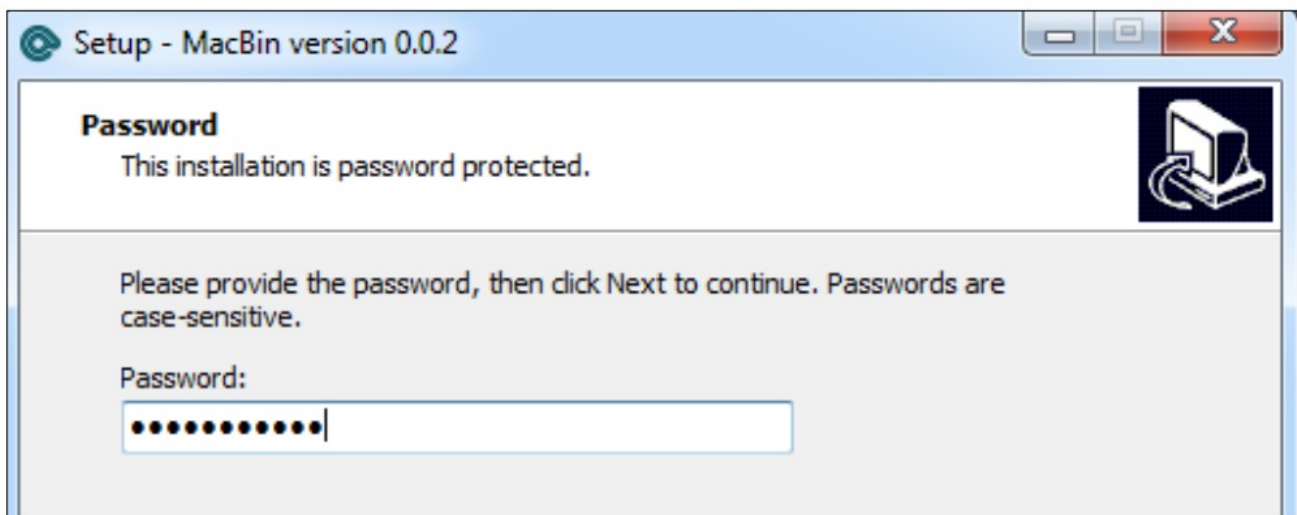 Setup - MacBin version 0.0.2
Password
This installation is password protected.
Please provide the password, then click Next to continue. Passwords are
case-sensitive.
Password:
●●●●●●●●●●●